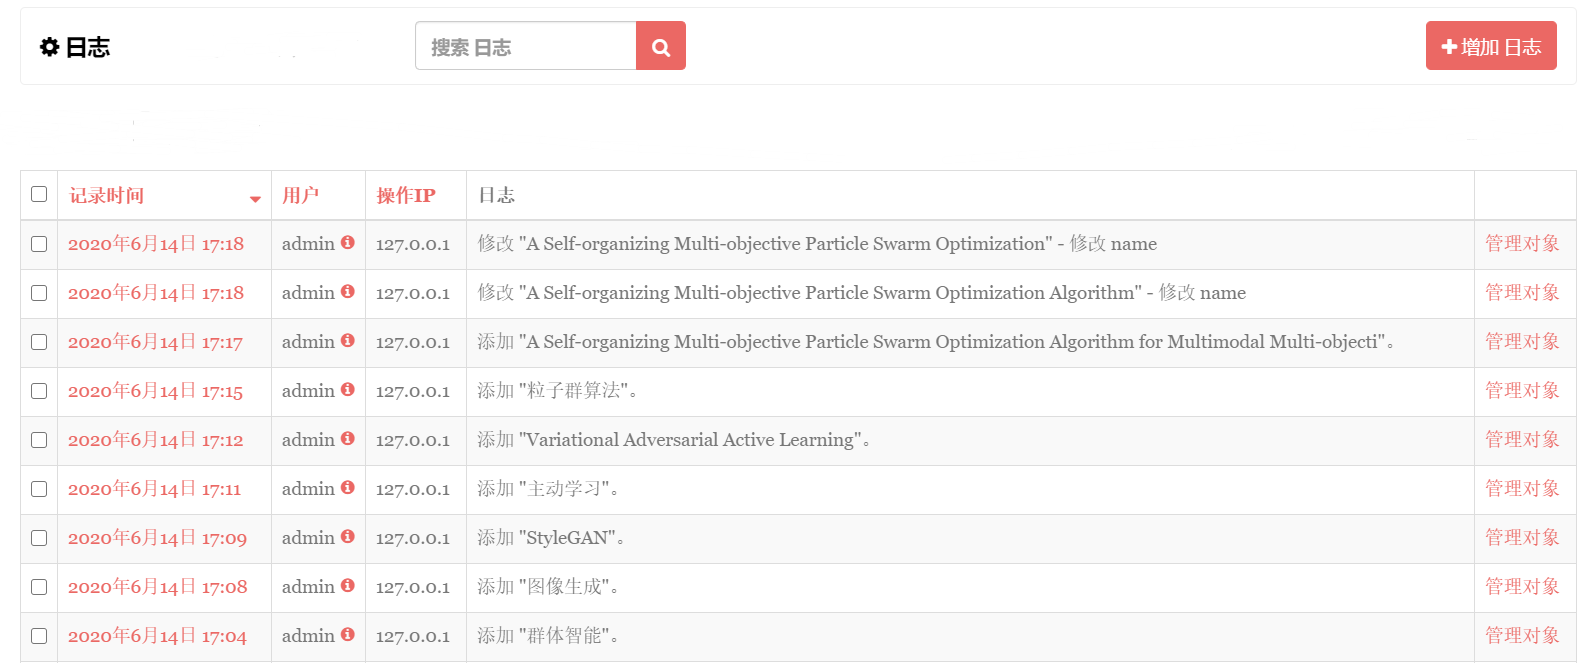 日志
搜索 日志
增加 日志
记录时间 用户 操作IP 日志
2020年6月14日 17:18 admin 127.0.0.1 修改 "A Self-organizing Multi-objective Particle Swarm Optimization" - 修改 name 管理对象
2020年6月14日 17:18 admin 127.0.0.1 修改 "A Self-organizing Multi-objective Particle Swarm Optimization Algorithm" - 修改 name 管理对象
2020年6月14日 17:17 admin 127.0.0.1 添加 "A Self-organizing Multi-objective Particle Swarm Optimization Algorithm for Multimodal Multi-objecti"。 管理对象
2020年6月14日 17:15 admin 127.0.0.1 添加 "粒子群算法"。 管理对象
2020年6月14日 17:12 admin 127.0.0.1 添加 "Variational Adversarial Active Learning"。 管理对象
2020年6月14日 17:11 admin 127.0.0.1 添加 "主动学习"。 管理对象
2020年6月14日 17:09 admin 127.0.0.1 添加 "StyleGAN"。 管理对象
2020年6月14日 17:08 admin 127.0.0.1 添加 "图像生成"。 管理对象
2020年6月14日 17:04 admin 127.0.0.1 添加 "群体智能"。 管理对象